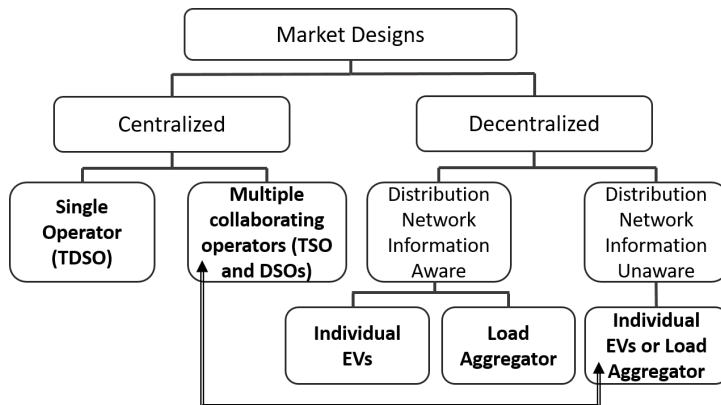 Market Designs
Centralized
Decentralized
Single
Operator
(TDSO)
Multiple
collaborating
operators (TSO
and DSOs)
Distribution
Network
Information
Aware
Distribution
Network
Information
Unaware
Individual
EVs
Load
Aggregator
Individual
EVs or Load
Aggregator